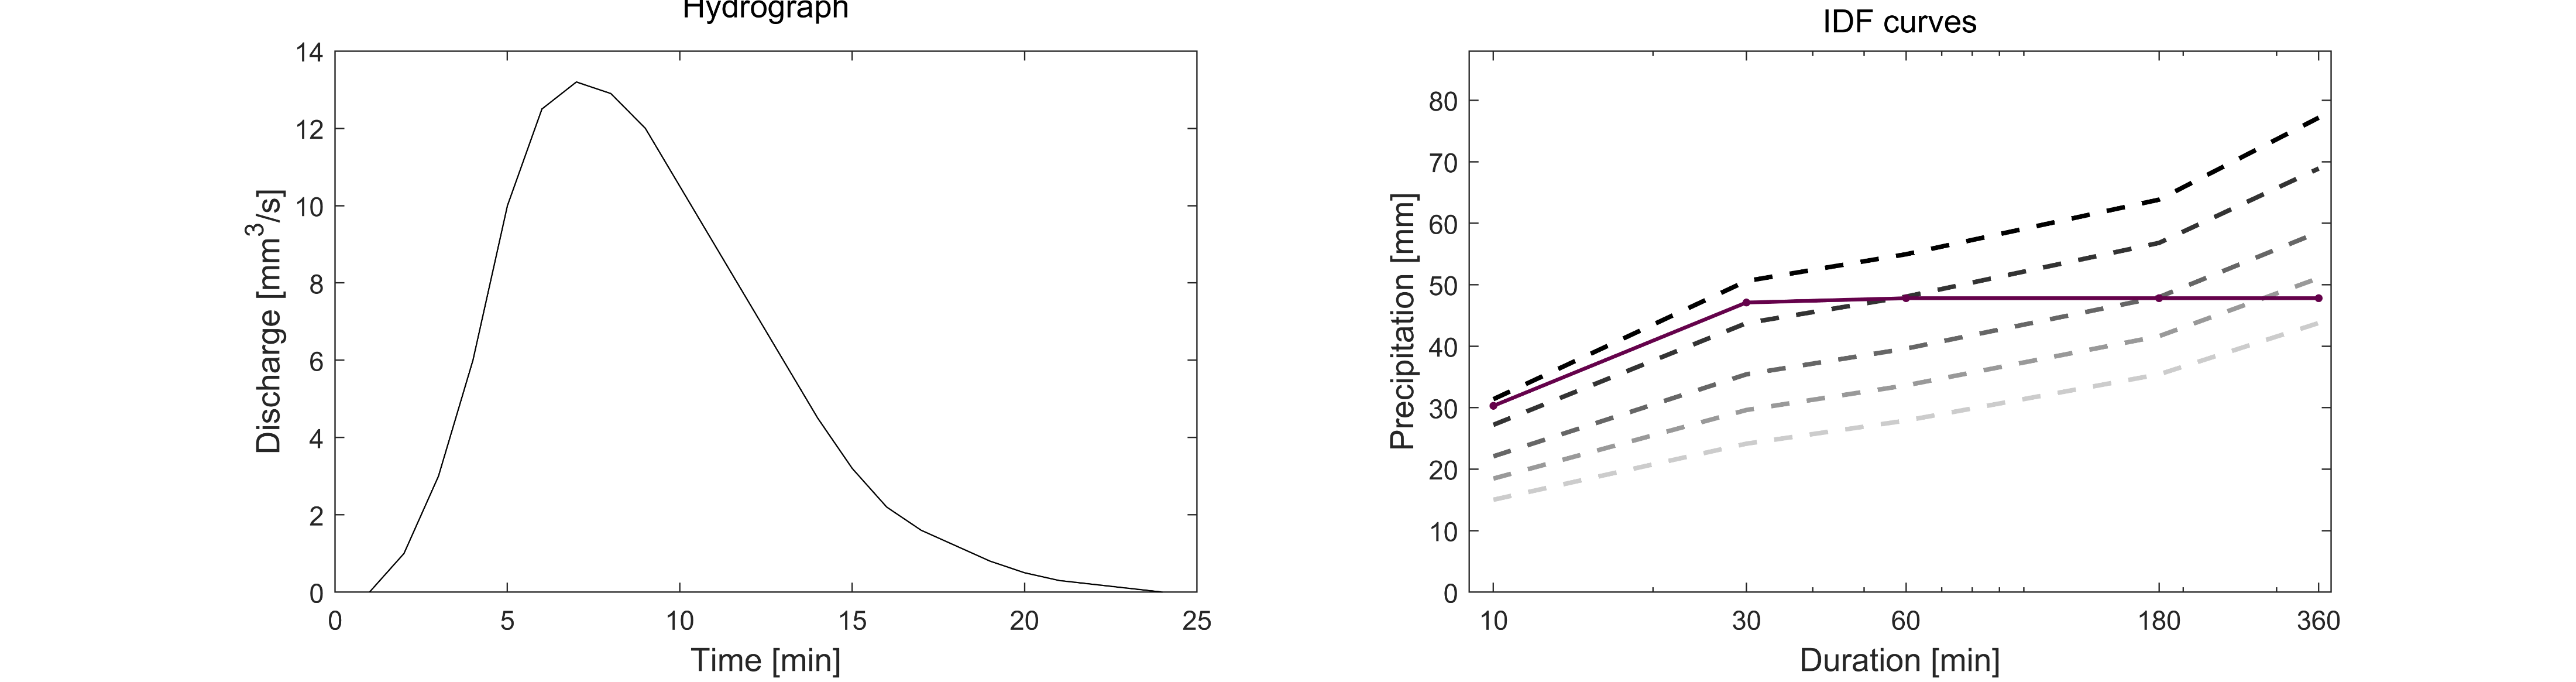 Hydrograph
14
12
10
8
6
4
2
0
0 5 10 15 20 25
Discharge [mm³/s]
Time [min]
IDF curves
80
70
60
50
40
30
20
10
0
10 30 60 180 360
Precipitation [mm]
Duration [min]